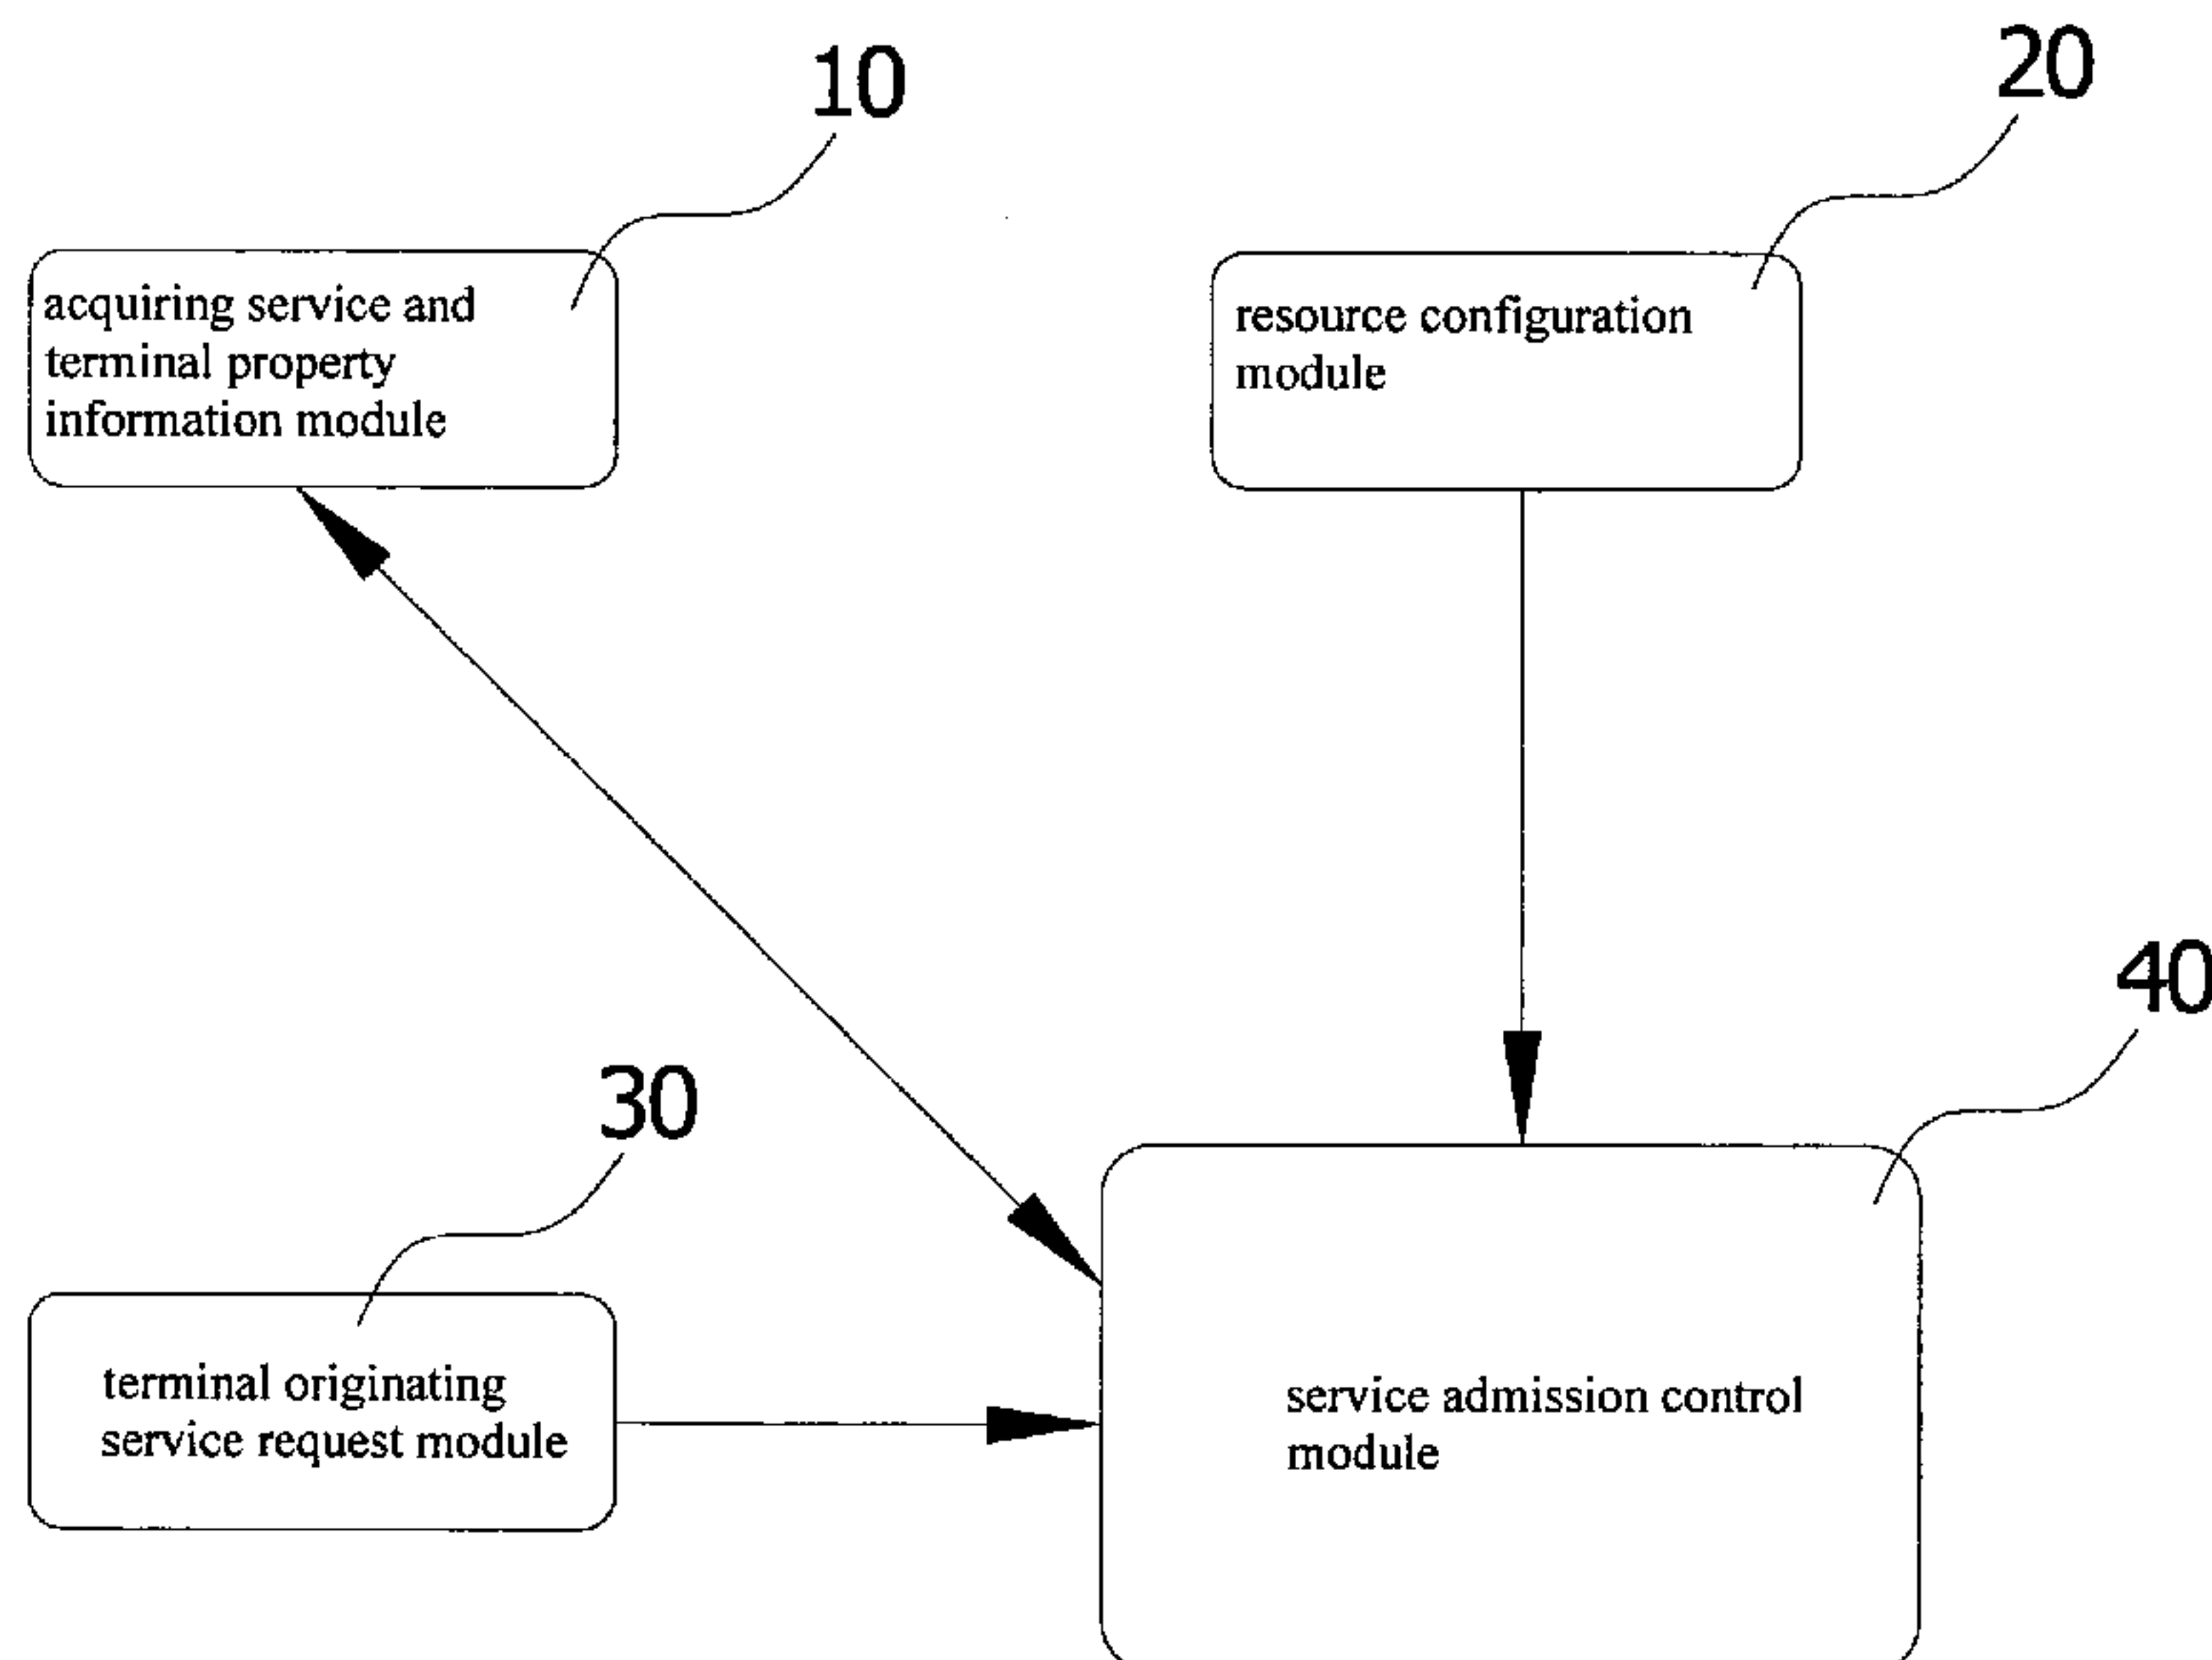 10
20
acquiring service and
terminal property
information module
resource configuration
module
40
30
terminal originating
service request module
service admission control
module